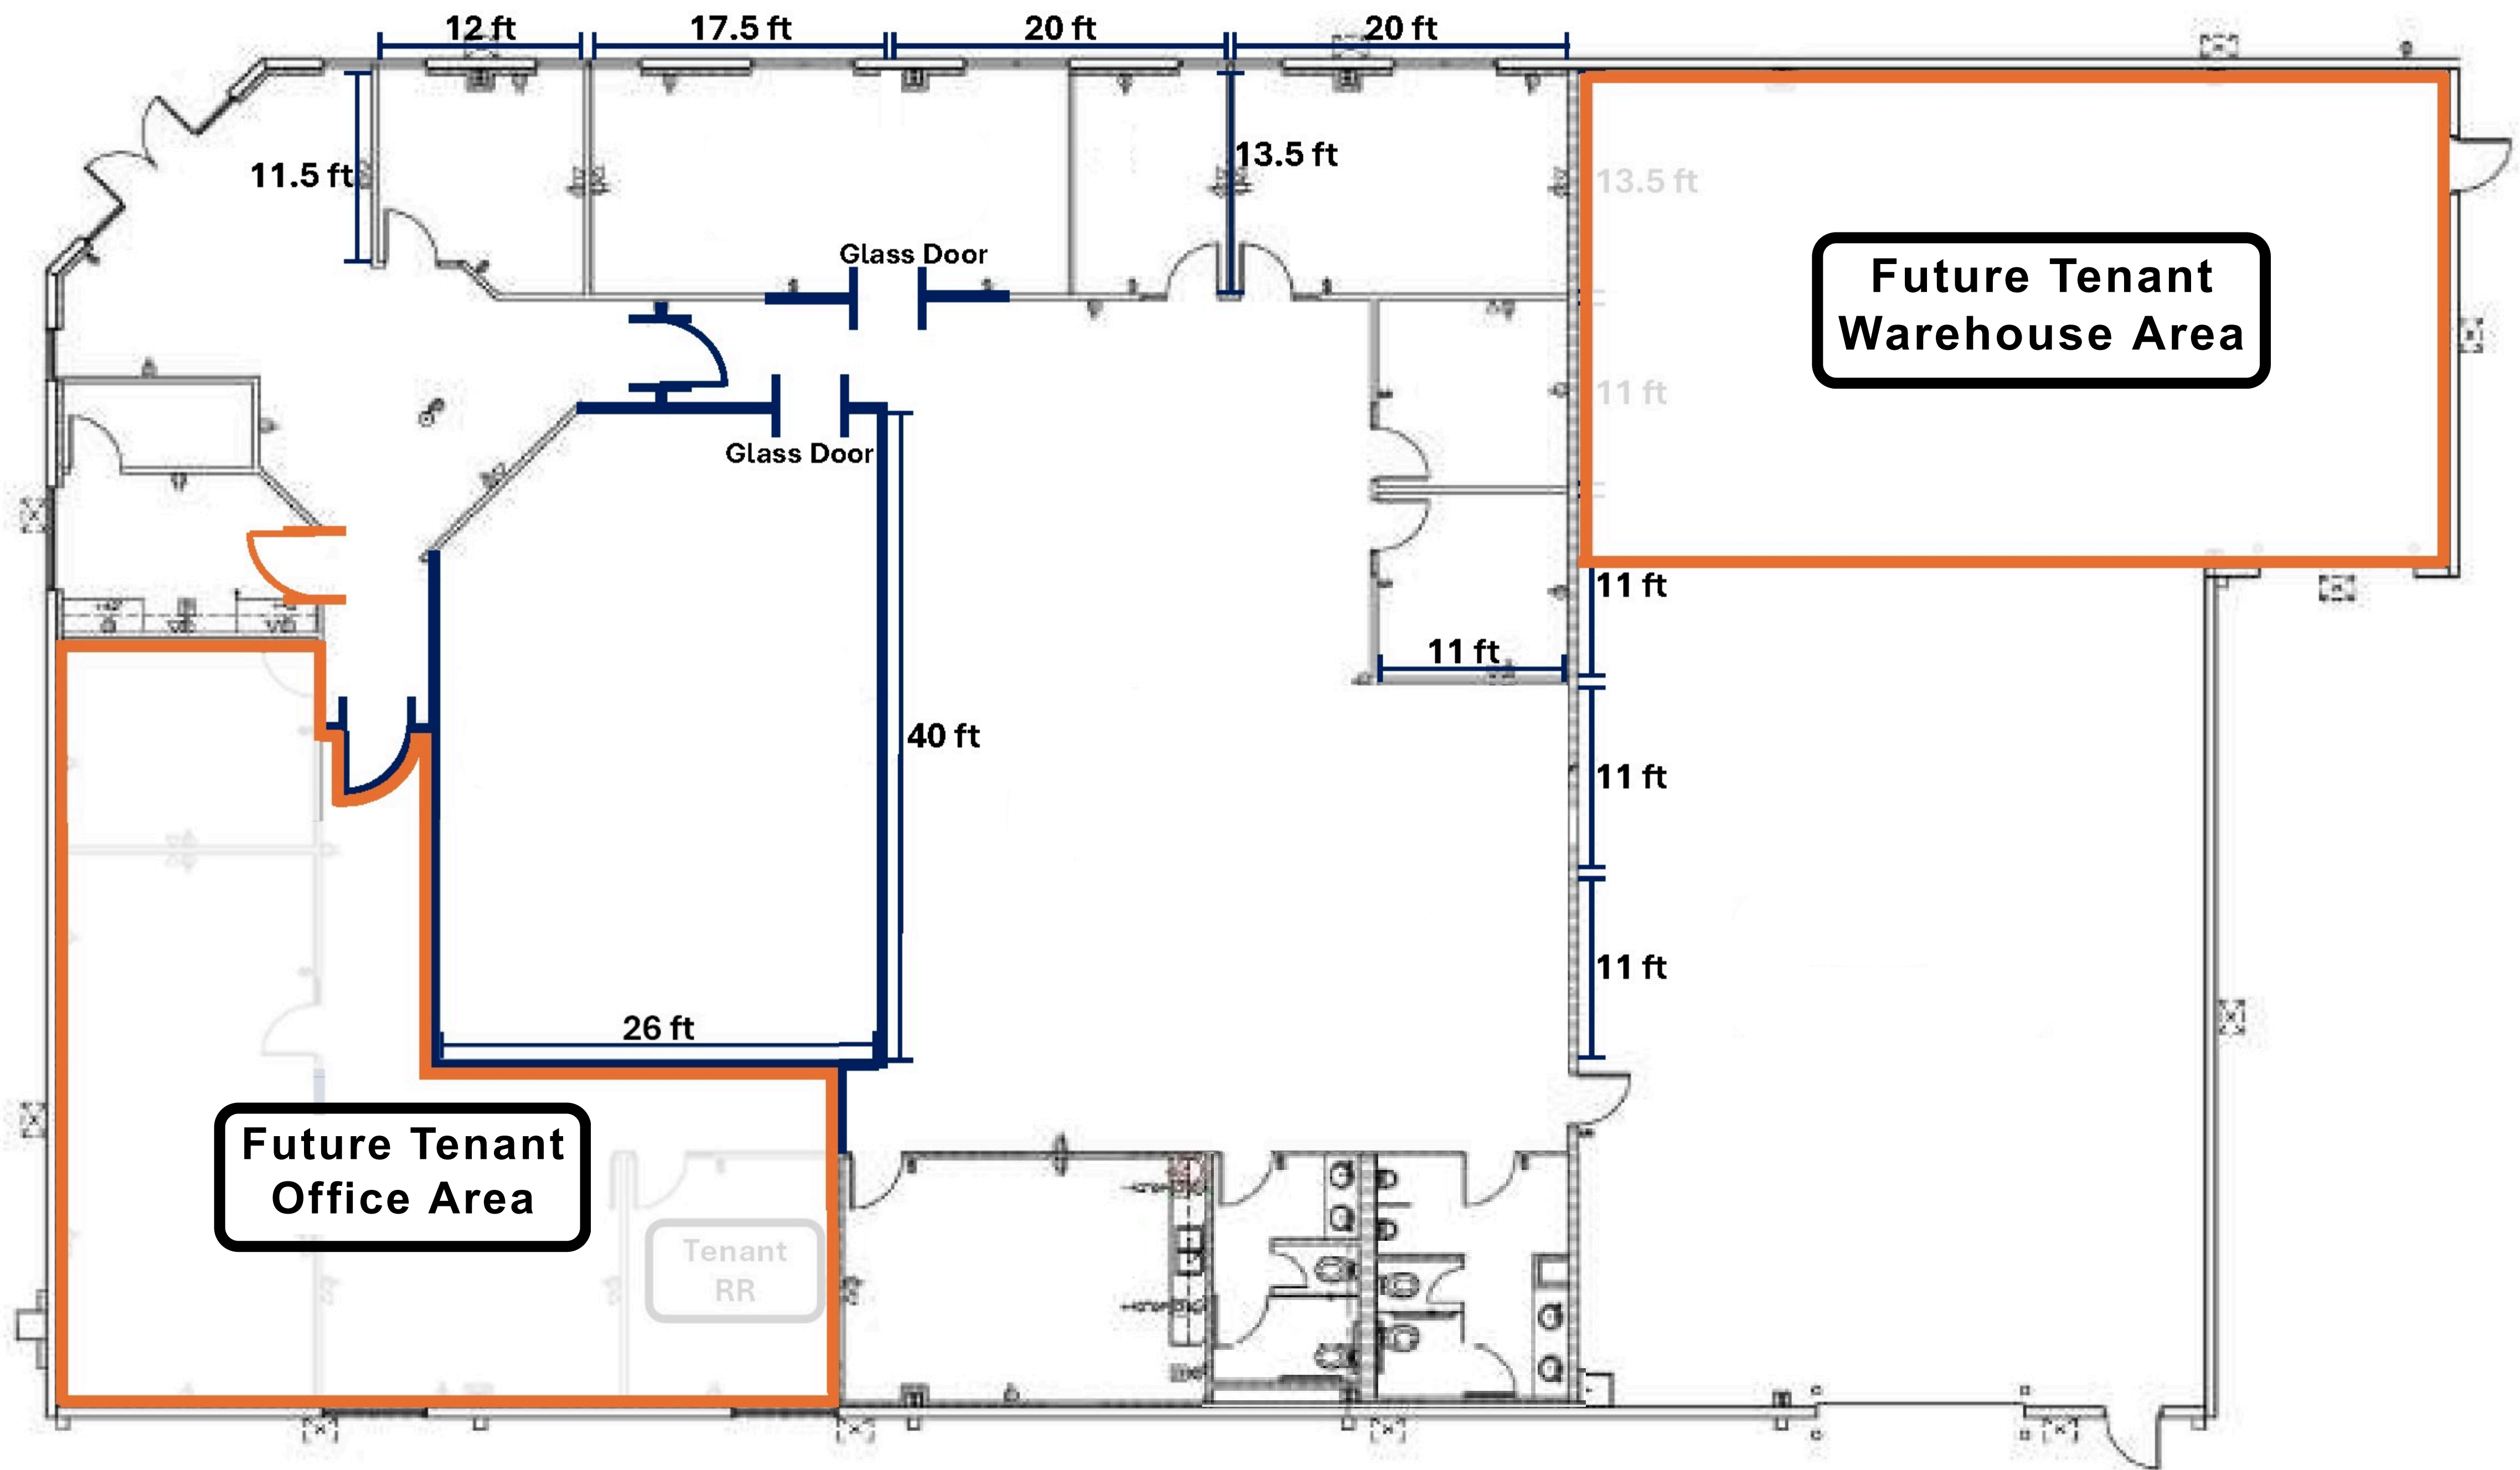 12 ft
17.5 ft
20 ft
20 ft
11.5 ft
13.5 ft
13.5 ft
Glass Door
Future Tenant
Warehouse Area
11 ft
Glass Door
11 ft
11 ft
40 ft
11 ft
11 ft
26 ft
Future Tenant
Office Area
Tenant
RR